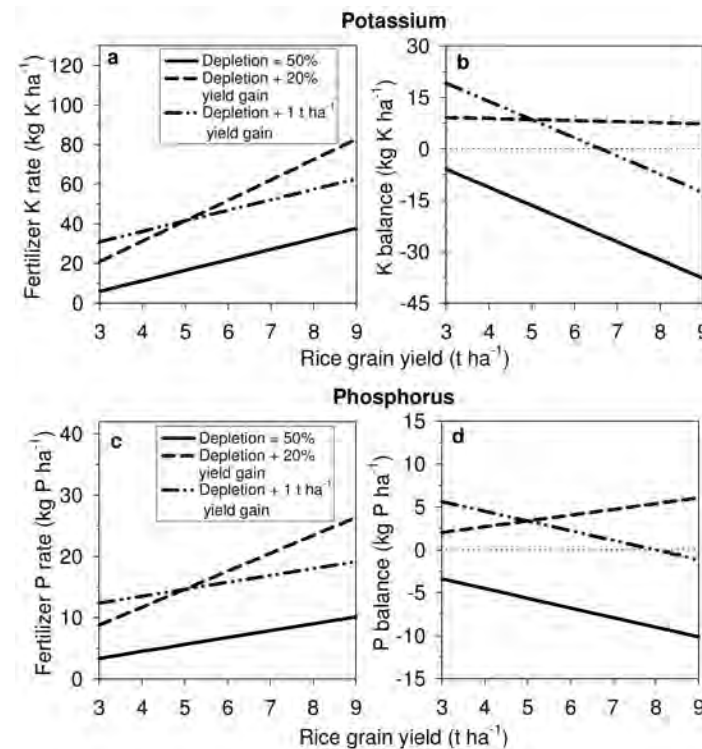 Potassium
a
Depletion = 50%
Depletion + 20%
yield gain
Depletion + 1 t ha⁻¹
yield gain
Fertilizer K rate (kg K ha⁻¹)
120
100
80
60
40
20
0
3 4 5 6 7 8 9
b
K balance (kg K ha⁻¹)
30
15
0
-15
-30
-45
3 4 5 6 7 8 9
Rice grain yield (t ha⁻¹)
Phosphorus
c
Depletion = 50%
Depletion + 20%
yield gain
Depletion + 1 t ha⁻¹
yield gain
Fertilizer P rate (kg P ha⁻¹)
40
30
20
10
0
3 4 5 6 7 8 9
d
P balance (kg P ha⁻¹)
15
10
5
0
-5
-10
-15
3 4 5 6 7 8 9
Rice grain yield (t ha⁻¹)